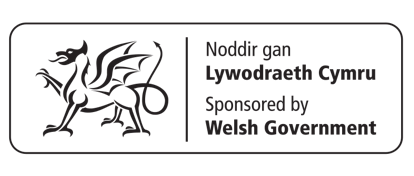 Noddir gan
Lywodraeth Cymru
Sponsored by
Welsh Government